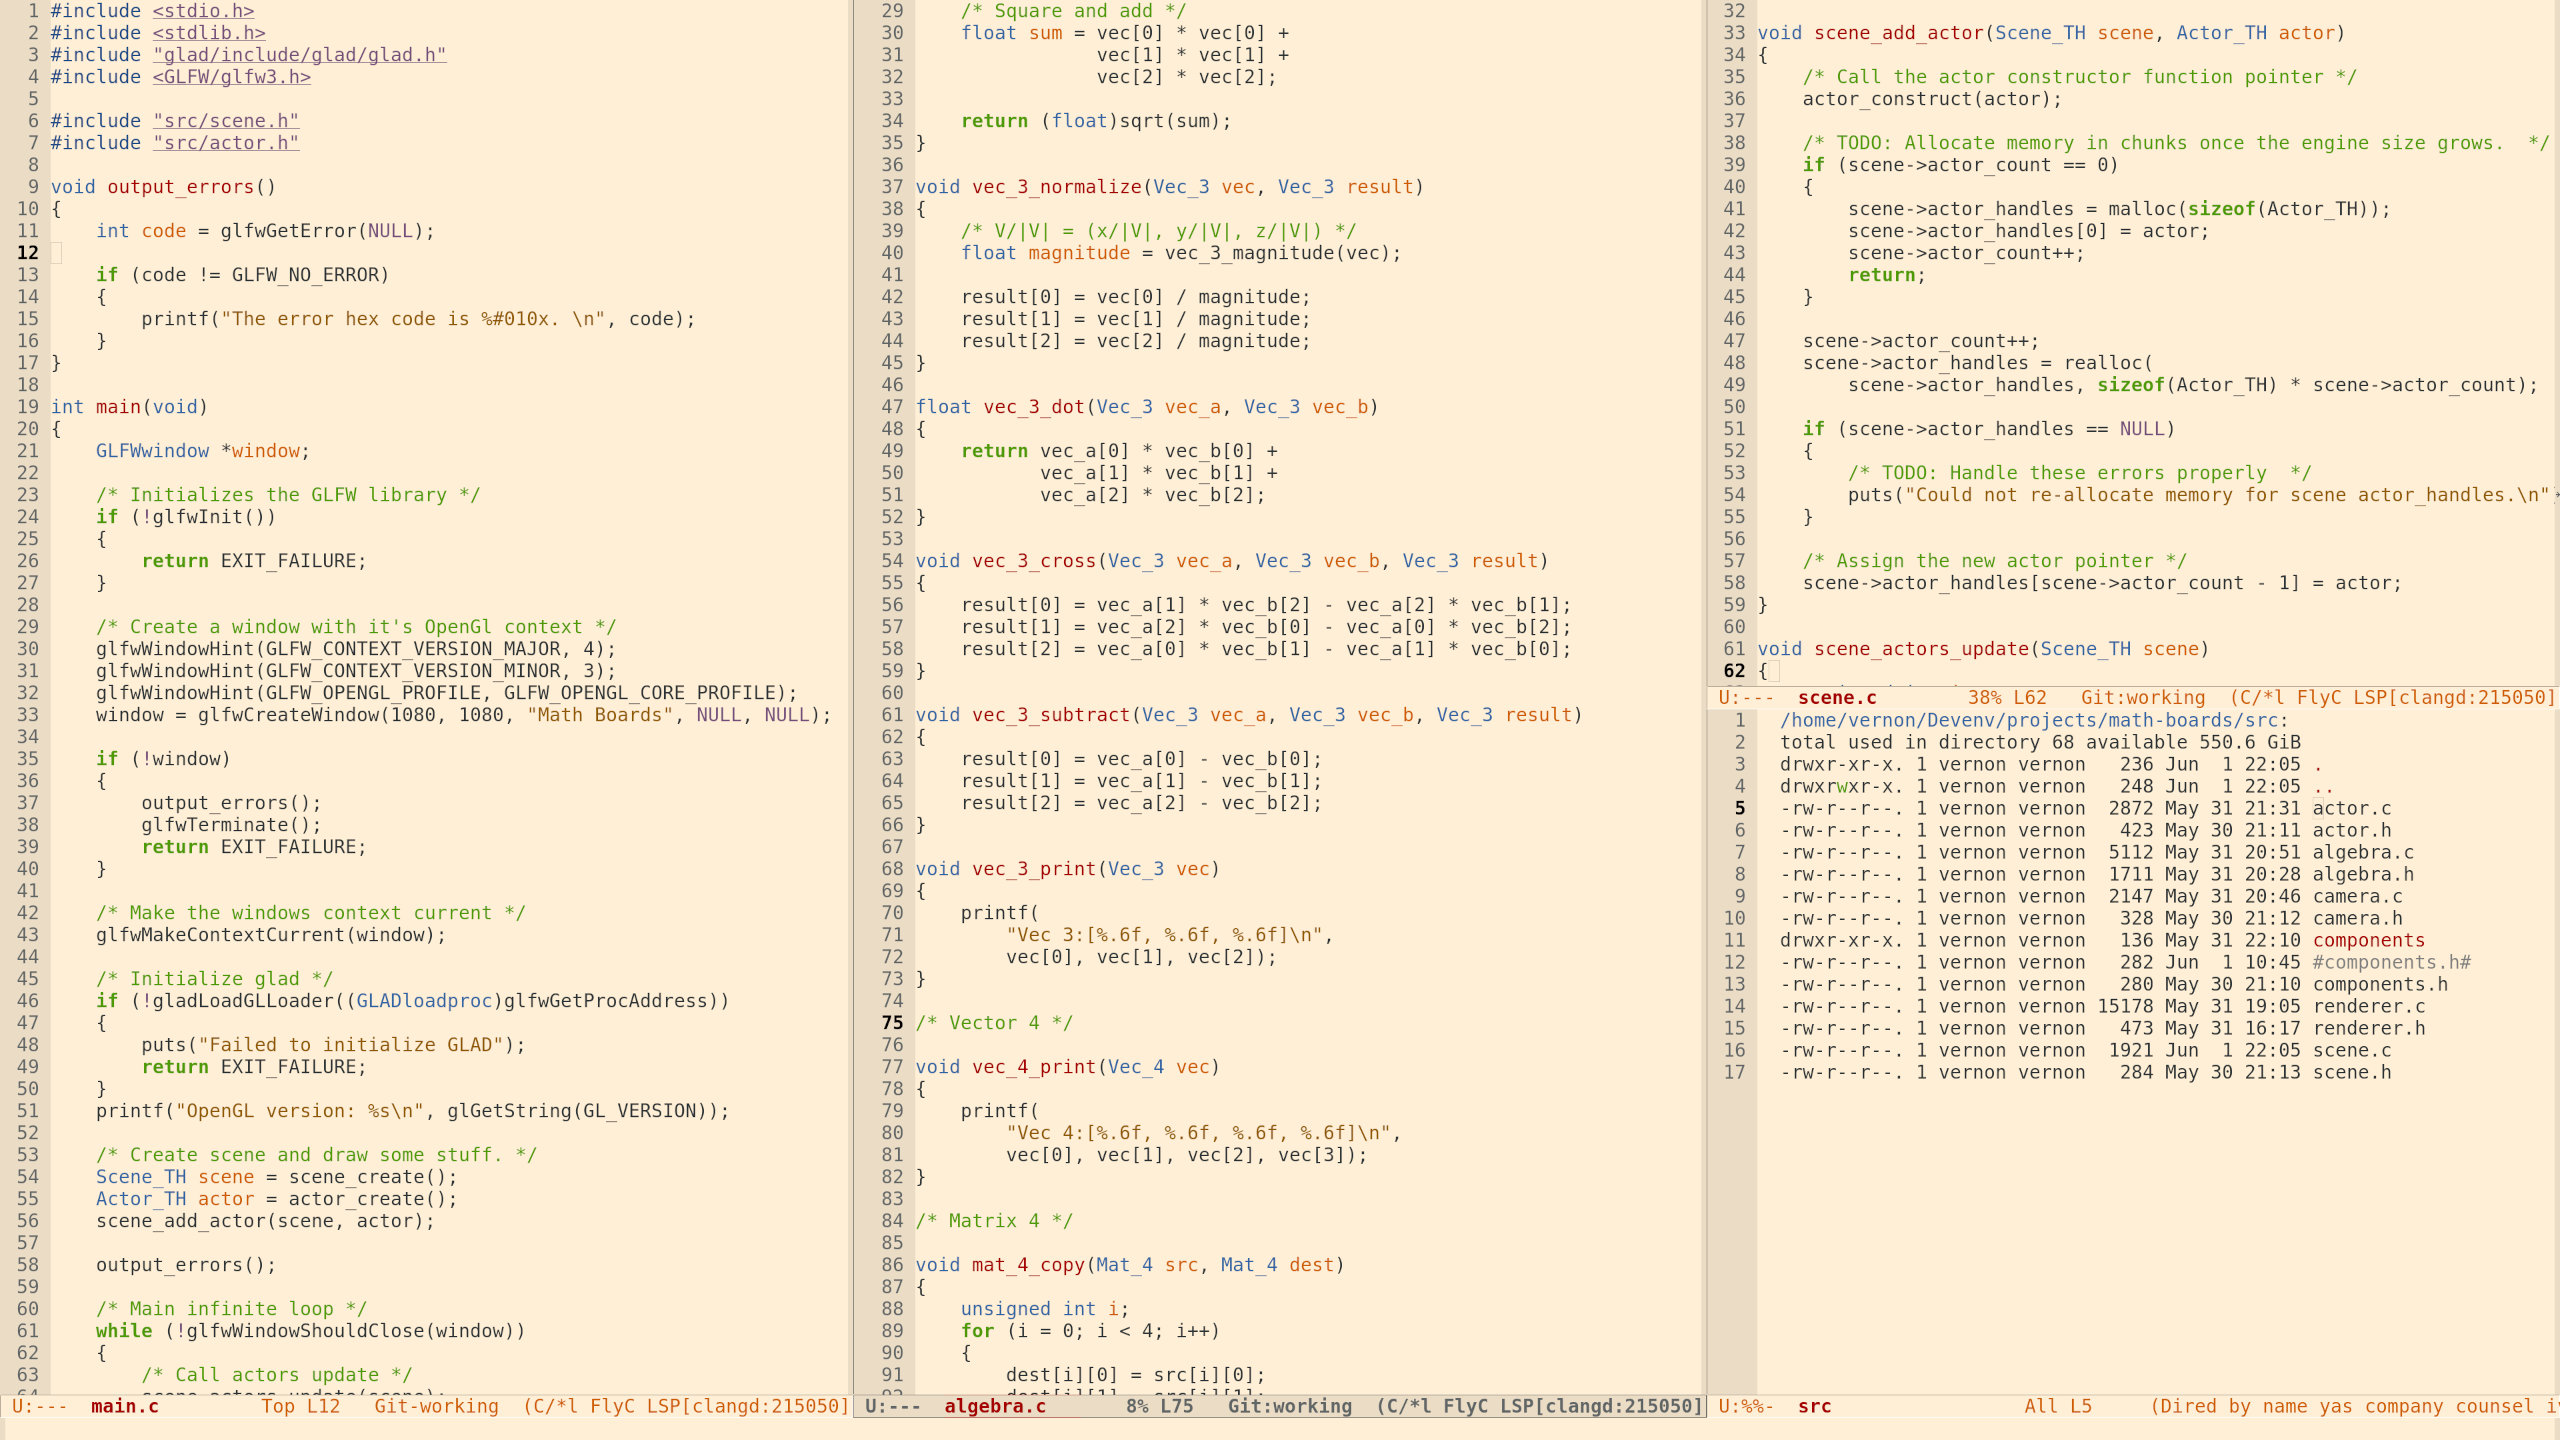 1 #include <stdio.h>
2 #include <stdlib.h>
3 #include "glad/include/glad/glad.h"
4 #include <GLFW/glfw3.h>
5
6 #include "src/scene.h"
7 #include "src/actor.h"
8
9 void output_errors()
10 {
11     int code = glfwGetError(NULL);
12
13     if (code != GLFW_NO_ERROR)
14     {
15         printf("The error hex code is %#010x. \n", code);
16     }
17 }
18
19 int main(void)
20 {
21     GLFWwindow *window;
22
23     /* Initializes the GLFW library */
24     if (!glfwInit())
25     {
26         return EXIT_FAILURE;
27     }
28
29     /* Create a window with it's OpenGl context */
30     glfwWindowHint(GLFW_CONTEXT_VERSION_MAJOR, 4);
31     glfwWindowHint(GLFW_CONTEXT_VERSION_MINOR, 3);
32     glfwWindowHint(GLFW_OPENGL_PROFILE, GLFW_OPENGL_CORE_PROFILE);
33     window = glfwCreateWindow(1080, 1080, "Math Boards", NULL, NULL);
34
35     if (!window)
36     {
37         output_errors();
38         glfwTerminate();
39         return EXIT_FAILURE;
40     }
41
42     /* Make the windows context current */
43     glfwMakeContextCurrent(window);
44
45     /* Initialize glad */
46     if (!gladLoadGLLoader((GLADloadproc)glfwGetProcAddress))
47     {
48         puts("Failed to initialize GLAD");
49         return EXIT_FAILURE;
50     }
51     printf("OpenGL version: %s\n", glGetString(GL_VERSION));
52
53     /* Create scene and draw some stuff. */
54     Scene_TH scene = scene_create();
55     Actor_TH actor = actor_create();
56     scene_add_actor(scene, actor);
57
58     output_errors();
59
60     /* Main infinite loop */
61     while (!glfwWindowShouldClose(window))
62     {
63         /* Call actors update */
64         scene_actors_update(scene);
U:--- main.c Top L12 Git-working (C/*l FlyC LSP[clangd:215050]
29     /* Square and add */
30     float sum = vec[0] * vec[0] +
31                 vec[1] * vec[1] +
32                 vec[2] * vec[2];
33
34     return (float)sqrt(sum);
35 }
36
37 void vec_3_normalize(Vec_3 vec, Vec_3 result)
38 {
39     /* V/|V| = (x/|V|, y/|V|, z/|V|) */
40     float magnitude = vec_3_magnitude(vec);
41
42     result[0] = vec[0] / magnitude;
43     result[1] = vec[1] / magnitude;
44     result[2] = vec[2] / magnitude;
45 }
46
47 float vec_3_dot(Vec_3 vec_a, Vec_3 vec_b)
48 {
49     return vec_a[0] * vec_b[0] +
50            vec_a[1] * vec_b[1] +
51            vec_a[2] * vec_b[2];
52 }
53
54 void vec_3_cross(Vec_3 vec_a, Vec_3 vec_b, Vec_3 result)
55 {
56     result[0] = vec_a[1] * vec_b[2] - vec_a[2] * vec_b[1];
57     result[1] = vec_a[2] * vec_b[0] - vec_a[0] * vec_b[2];
58     result[2] = vec_a[0] * vec_b[1] - vec_a[1] * vec_b[0];
59 }
60
61 void vec_3_subtract(Vec_3 vec_a, Vec_3 vec_b, Vec_3 result)
62 {
63     result[0] = vec_a[0] - vec_b[0];
64     result[1] = vec_a[1] - vec_b[1];
65     result[2] = vec_a[2] - vec_b[2];
66 }
67
68 void vec_3_print(Vec_3 vec)
69 {
70     printf(
71         "Vec 3:[%.6f, %.6f, %.6f]\n",
72         vec[0], vec[1], vec[2]);
73 }
74
75 /* Vector 4 */
76
77 void vec_4_print(Vec_4 vec)
78 {
79     printf(
80         "Vec 4:[%.6f, %.6f, %.6f, %.6f]\n",
81         vec[0], vec[1], vec[2], vec[3]);
82 }
83
84 /* Matrix 4 */
85
86 void mat_4_copy(Mat_4 src, Mat_4 dest)
87 {
88     unsigned int i;
89     for (i = 0; i < 4; i++)
90     {
91         dest[i][0] = src[i][0];
92         dest[i][1] = src[i][1];
U:--- algebra.c 8% L75 Git:working (C/*l FlyC LSP[clangd:215050]
32
33 void scene_add_actor(Scene_TH scene, Actor_TH actor)
34 {
35     /* Call the actor constructor function pointer */
36     actor_construct(actor);
37
38     /* TODO: Allocate memory in chunks once the engine size grows.  */
39     if (scene->actor_count == 0)
40     {
41         scene->actor_handles = malloc(sizeof(Actor_TH));
42         scene->actor_handles[0] = actor;
43         scene->actor_count++;
44         return;
45     }
46
47     scene->actor_count++;
48     scene->actor_handles = realloc(
49         scene->actor_handles, sizeof(Actor_TH) * scene->actor_count);
50
51     if (scene->actor_handles == NULL)
52     {
53         /* TODO: Handle these errors properly  */
54         puts("Could not re-allocate memory for scene actor_handles.\n"
55     }
56
57     /* Assign the new actor pointer */
58     scene->actor_handles[scene->actor_count - 1] = actor;
59 }
60
61 void scene_actors_update(Scene_TH scene)
62 {
U:--- scene.c 38% L62 Git:working (C/*l FlyC LSP[clangd:215050]
1 /home/vernon/Devenv/projects/math-boards/src:
2 total used in directory 68 available 550.6 GiB
3 drwxr-xr-x. 1 vernon vernon   236 Jun  1 22:05 .
4 drwxrwxr-x. 1 vernon vernon   248 Jun  1 22:05 ..
5 -rw-r--r--. 1 vernon vernon  2872 May 31 21:31 actor.c
6 -rw-r--r--. 1 vernon vernon   423 May 30 21:11 actor.h
7 -rw-r--r--. 1 vernon vernon  5112 May 31 20:51 algebra.c
8 -rw-r--r--. 1 vernon vernon  1711 May 31 20:28 algebra.h
9 -rw-r--r--. 1 vernon vernon  2147 May 31 20:46 camera.c
10 -rw-r--r--. 1 vernon vernon   328 May 30 21:12 camera.h
11 drwxr-xr-x. 1 vernon vernon   136 May 31 22:10 components
12 -rw-r--r--. 1 vernon vernon   282 Jun  1 10:45 #components.h#
13 -rw-r--r--. 1 vernon vernon   280 May 30 21:10 components.h
14 -rw-r--r--. 1 vernon vernon 15178 May 31 19:05 renderer.c
15 -rw-r--r--. 1 vernon vernon   473 May 31 16:17 renderer.h
16 -rw-r--r--. 1 vernon vernon  1921 Jun  1 22:05 scene.c
17 -rw-r--r--. 1 vernon vernon   284 May 30 21:13 scene.h
U:%%- src All L5 (Dired by name yas company counsel